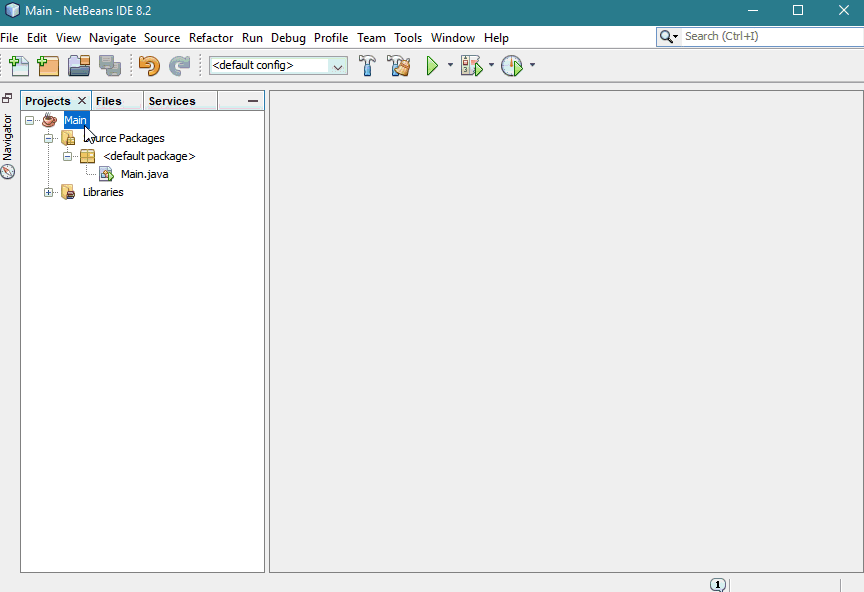 Main - NetBeans IDE 8.2
File Edit View Navigate Source Refactor Run Debug Profile Team Tools Window Help
Search (Ctrl+I)
<default config>
Projects Files Services
Navigator
Main
Source Packages
<default package>
Main.java
Libraries
1